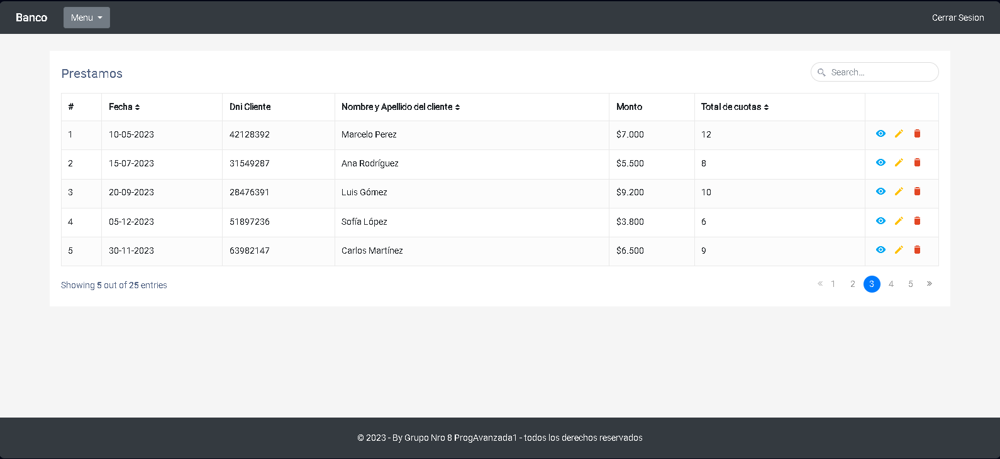 Banco Menu Cerrar Sesion
Prestamos Search...
# Fecha Dni Cliente Nombre y Apellido del cliente Monto Total de cuotas
1 10-05-2023 42128392 Marcelo Perez $7.000 12
2 15-07-2023 31549287 Ana Rodríguez $5.500 8
3 20-09-2023 28476391 Luis Gómez $9.200 10
4 05-12-2023 51897236 Sofía López $3.800 6
5 30-11-2023 63982147 Carlos Martínez $6.500 9
Showing 5 out of 25 entries « 1 2 3 4 5 »
© 2023 - By Grupo Nro 8 ProgAvanzada1 - todos los derechos reservados